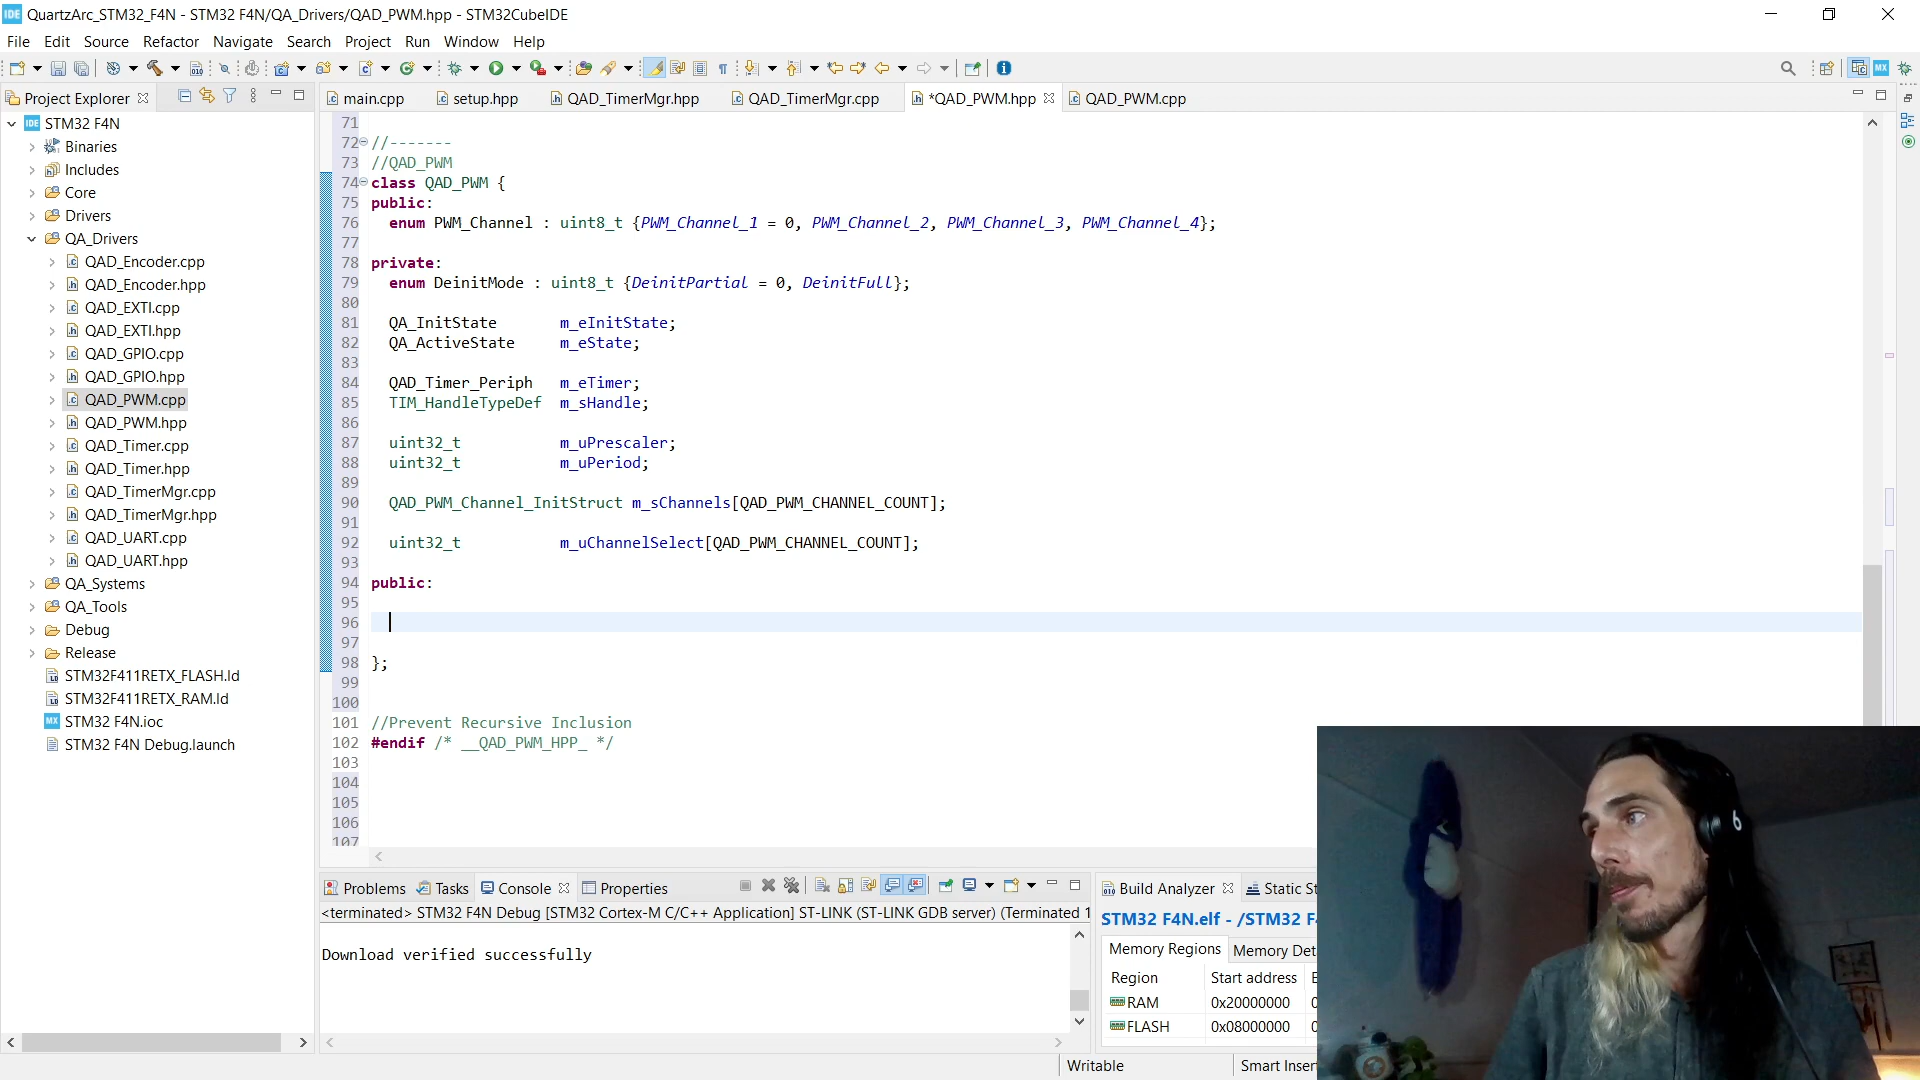 IDE QuartzArc_STM32_F4N - STM32 F4N/QA_Drivers/QAD_PWM.hpp - STM32CubeIDE
File Edit Source Refactor Navigate Search Project Run Window Help
Project Explorer
main.cpp setup.hpp QAD_TimerMgr.hpp QAD_TimerMgr.cpp *QAD_PWM.hpp QAD_PWM.cpp
IDE STM32 F4N
Binaries
Includes
Core
Drivers
QA_Drivers
QAD_Encoder.cpp
QAD_Encoder.hpp
QAD_EXTI.cpp
QAD_EXTI.hpp
QAD_GPIO.cpp
QAD_GPIO.hpp
QAD_PWM.cpp
QAD_PWM.hpp
QAD_Timer.cpp
QAD_Timer.hpp
QAD_TimerMgr.cpp
QAD_TimerMgr.hpp
QAD_UART.cpp
QAD_UART.hpp
QA_Systems
QA_Tools
Debug
Release
STM32F411RETX_FLASH.ld
STM32F411RETX_RAM.ld
MX STM32 F4N.ioc
STM32 F4N Debug.launch
71
72 //-------
73 //QAD_PWM
74 class QAD_PWM {
75 public:
76 enum PWM_Channel : uint8_t {PWM_Channel_1 = 0, PWM_Channel_2, PWM_Channel_3, PWM_Channel_4};
77
78 private:
79 enum DeinitMode : uint8_t {DeinitPartial = 0, DeinitFull};
80
81 QA_InitState m_eInitState;
82 QA_ActiveState m_eState;
83
84 QAD_Timer_Periph m_eTimer;
85 TIM_HandleTypeDef m_sHandle;
86
87 uint32_t m_uPrescaler;
88 uint32_t m_uPeriod;
89
90 QAD_PWM_Channel_InitStruct m_sChannels[QAD_PWM_CHANNEL_COUNT];
91
92 uint32_t m_uChannelSelect[QAD_PWM_CHANNEL_COUNT];
93
94 public:
95
96
97
98 };
99
100
101 //Prevent Recursive Inclusion
102 #endif /* __QAD_PWM_HPP_ */
103
104
105
106
107
Problems Tasks Console Properties
<terminated> STM32 F4N Debug [STM32 Cortex-M C/C++ Application] ST-LINK (ST-LINK GDB server) (Terminated 1
Download verified successfully
Build Analyzer Static St
STM32 F4N.elf - /STM32 F4
Memory Regions Memory Det
Region Start address E
RAM 0x20000000 0
FLASH 0x08000000 0
Writable Smart Inser